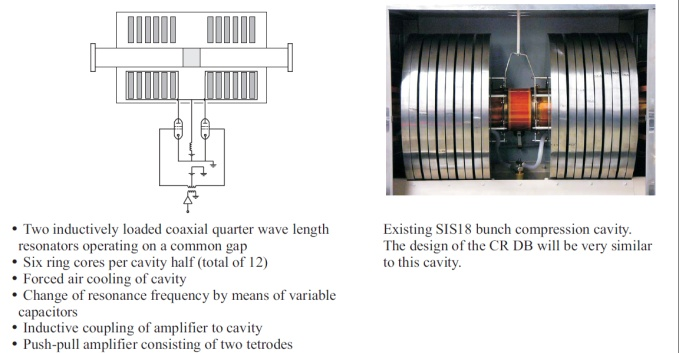 • Two inductively loaded coaxial quarter wave length
resonators operating on a common gap
• Six ring cores per cavity half (total of 12)
• Forced air cooling of cavity
• Change of resonance frequency by means of variable
capacitors
• Inductive coupling of amplifier to cavity
• Push-pull amplifier consisting of two tetrodes
Existing SIS18 bunch compression cavity.
The design of the CR DB will be very similar
to this cavity.